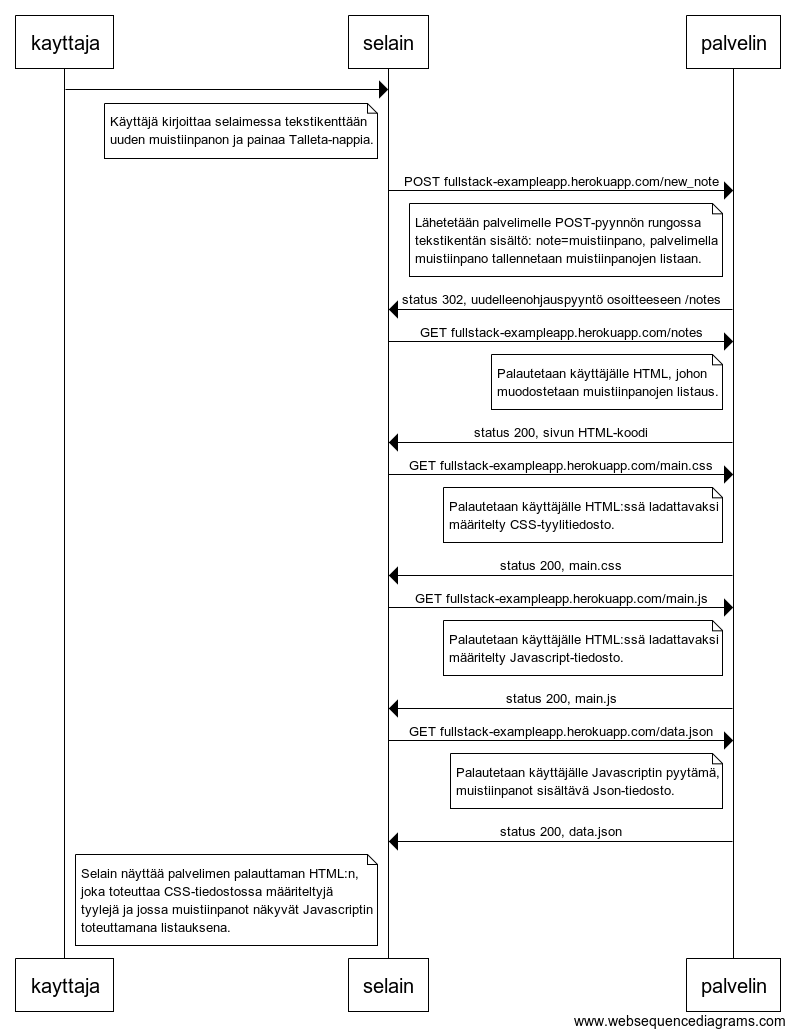 kayttaja
selain
palvelin
Käyttäjä kirjoittaa selaimessa tekstikenttään
uuden muistiinpanon ja painaa Talleta-nappia.
POST fullstack-exampleapp.herokuapp.com/new_note
Lähetetään palvelimelle POST-pyynnön rungossa
tekstikentän sisältö: note=muistiinpano, palvelimella
muistiinpano tallennetaan muistiinpanojen listaan.
status 302, uudelleenohjauspyyntö osoitteeseen /notes
GET fullstack-exampleapp.herokuapp.com/notes
Palautetaan käyttäjälle HTML, johon
muodostetaan muistiinpanojen listaus.
status 200, sivun HTML-koodi
GET fullstack-exampleapp.herokuapp.com/main.css
Palautetaan käyttäjälle HTML:ssä ladattavaksi
määritelty CSS-tyylitiedosto.
status 200, main.css
GET fullstack-exampleapp.herokuapp.com/main.js
Palautetaan käyttäjälle HTML:ssä ladattavaksi
määritelty Javascript-tiedosto.
status 200, main.js
GET fullstack-exampleapp.herokuapp.com/data.json
Palautetaan käyttäjälle Javascriptin pyytämä,
muistiinpanot sisältävä Json-tiedosto.
status 200, data.json
Selain näyttää palvelimen palauttaman HTML:n,
joka toteuttaa CSS-tiedostossa määriteltyjä
tyylejä ja jossa muistiinpanot näkyvät Javascriptin
toteuttamana listauksena.
kayttaja
selain
palvelin
www.websequencediagrams.com